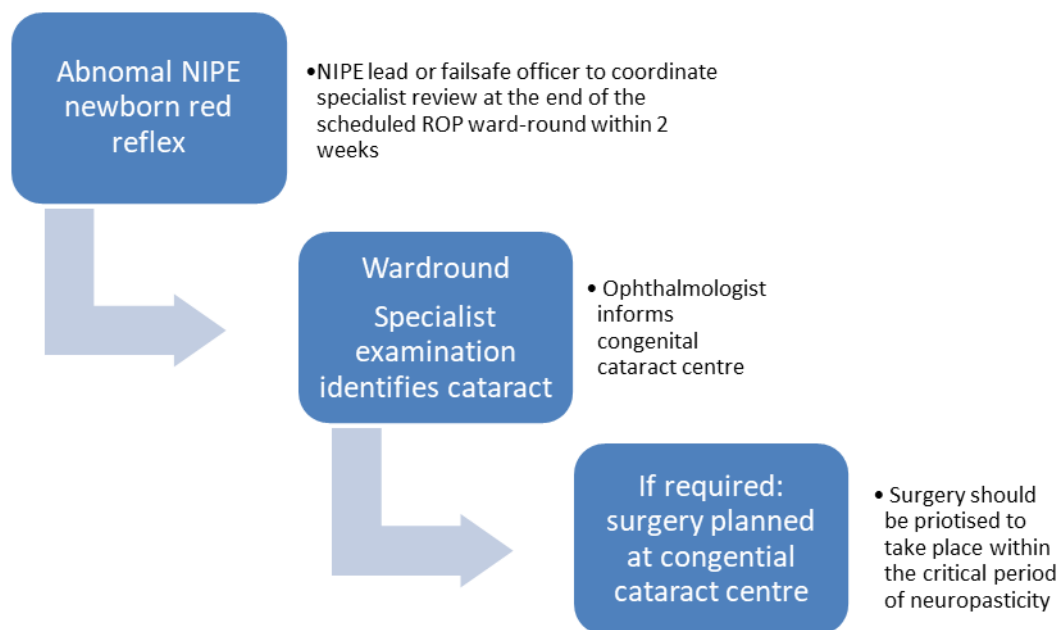 Abnomal NIPE
newborn red
reflex
•NIPE lead or failsafe officer to coordinate
specialist review at the end of the
scheduled ROP ward-round within 2
weeks
Wardround
Specialist
examination
identifies cataract
• Ophthalmologist
informs
congenital
cataract centre
If required:
surgery planned
at congential
cataract centre
• Surgery should
be priotised to
take place within
the critical period
of neuropasticity